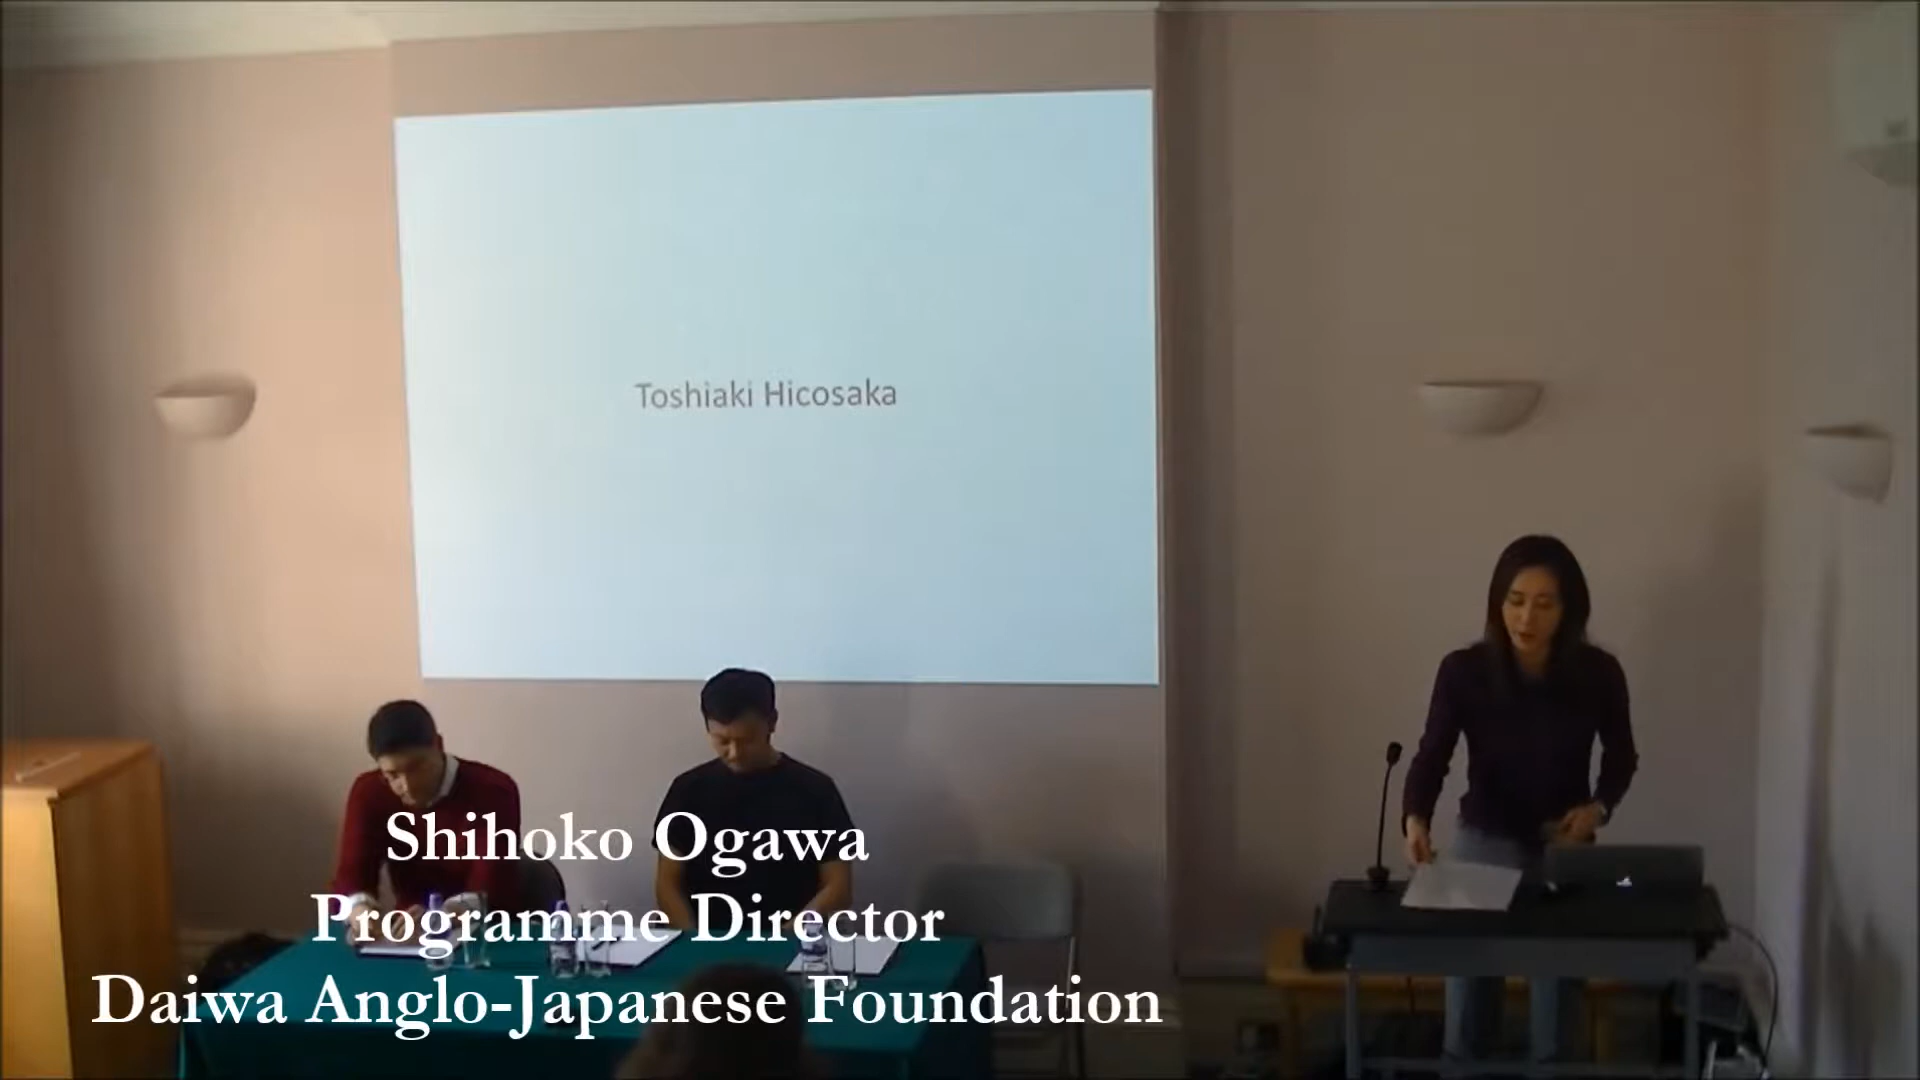 Toshiaki Hicosaka
Shihoko Ogawa
Programme Director
Daiwa Anglo-Japanese Foundation